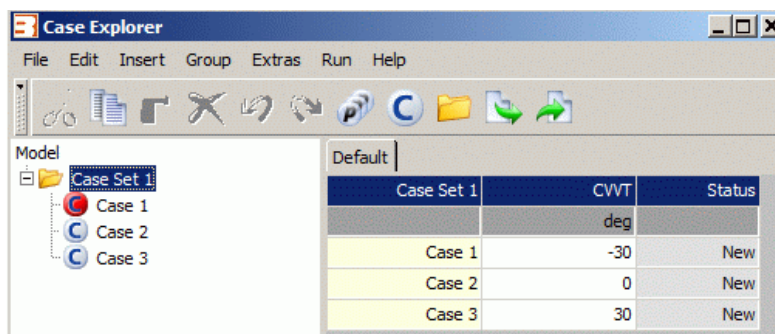 Case Explorer
File Edit Insert Group Extras Run Help
p C
Model
Case Set 1
C Case 1
C Case 2
C Case 3
Default
Case Set 1 CVVT Status
deg
Case 1 -30 New
Case 2 0 New
Case 3 30 New